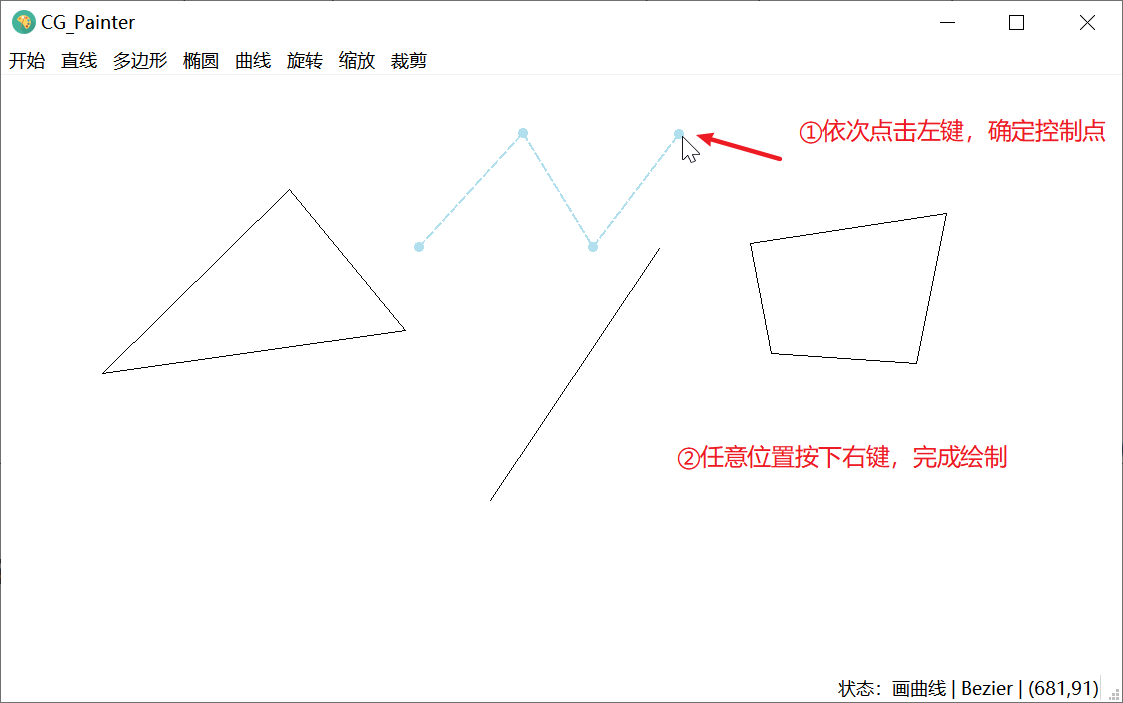 CG_Painter
开始 直线 多边形 椭圆 曲线 旋转 缩放 裁剪
①依次点击左键，确定控制点
②任意位置按下右键，完成绘制
状态：画曲线 | Bezier | (681,91)